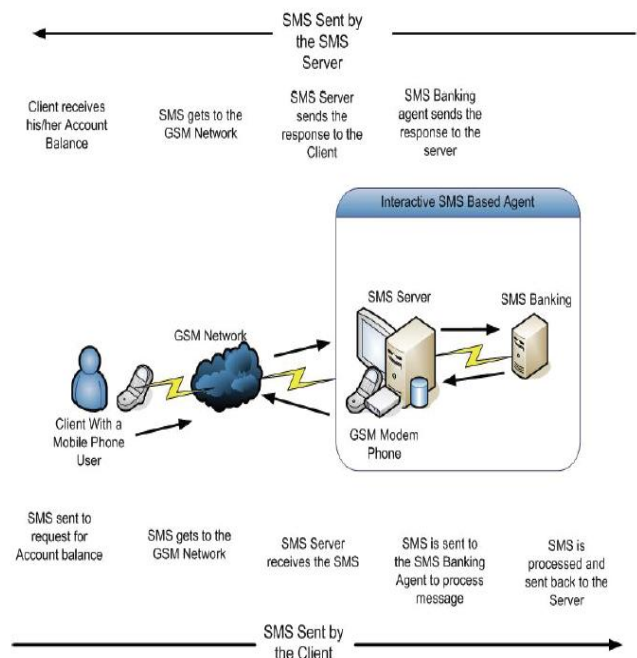 SMS Sent by
the SMS
Server
Client receives
his/her Account
Balance
SMS gets to the
GSM Network
SMS Server
sends the
response to the
Client
SMS Banking
agent sends the
response to the
server
Interactive SMS Based Agent
SMS Server
SMS Banking
GSM Network
Client With a
Mobile Phone
User
GSM Modem
Phone
SMS sent to
request for
Account balance
SMS gets to the
GSM Network
SMS Server
receives the SMS
SMS is sent to
the SMS Banking
Agent to process
message
SMS is
processed and
sent back to the
Server
SMS Sent by
the Client